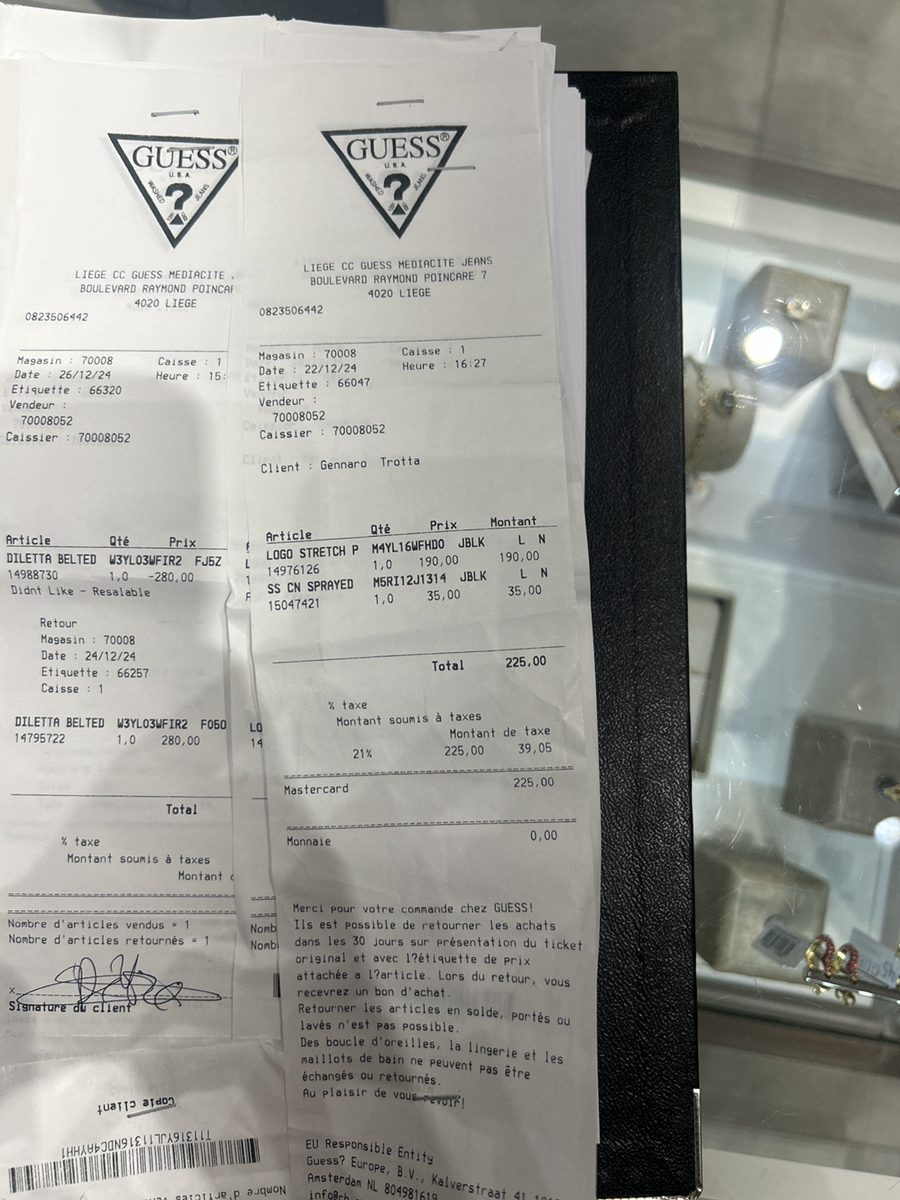 GUESS®
U.S.A.
WASHED
?
JEANS
LIEGE CC GUESS MEDIACITE
BOULEVARD RAYMOND POINCAR
4020 LIEGE
0823506442
Magasin : 70008 Caisse : 1
Date : 26/12/24 Heure : 15:
Etiquette : 66320
Vendeur :
70008052
Caissier : 70008052
Article Qté Prix
DILETTA BELTED W3YL03WFIR2 FJ5Z
14988730 1,0 -280,00
Didnt Like - Resalable
Retour
Magasin : 70008
Date : 24/12/24
Etiquette : 66257
Caisse : 1
DILETTA BELTED W3YL03WFIR2 F050
14795722 1,0 280,00
Total
% taxe
Montant soumis à taxes
Montant
Nombre d'articles vendus = 1
Nombre d'articles retournés = 1
x
Signature du client
Copie client
LO
14
Nomb
Nomb
GUESS®
U.S.A.
WASHED
?
JEANS
LIEGE CC GUESS MEDIACITE JEANS
BOULEVARD RAYMOND POINCARE 7
4020 LIEGE
0823506442
Magasin : 70008 Caisse : 1
Date : 22/12/24 Heure : 16:27
Etiquette : 66047
Vendeur :
70008052
Caissier : 70008052
Client : Gennaro Trotta
Article Qté Prix Montant
LOGO STRETCH P M4YL16WFHD0 JBLK L N
14976126 1,0 190,00 190,00
SS CN SPRAYED M5RI12J1314 JBLK L N
15047421 1,0 35,00 35,00
Total 225,00
% taxe
Montant soumis à taxes
Montant de taxe
21% 225,00 39,05
Mastercard 225,00
Monnaie 0,00
Merci pour votre commande chez GUESS!
Ils est possible de retourner les achats
dans les 30 jours sur présentation du ticket
original et avec l?étiquette de prix
attachée a l?article. Lors du retour, vous
recevrez un bon d'achat.
Retourner les articles en solde, portés ou
lavés n'est pas possible.
Des boucle d'oreilles, la lingerie et les
maillots de bain ne peuvent pas être
échangés ou retournés.
Au plaisir de vous revoir!
EU Responsible Entity
Guess? Europe, B.V., Kalverstraat 41
Amsterdam NL 804981619